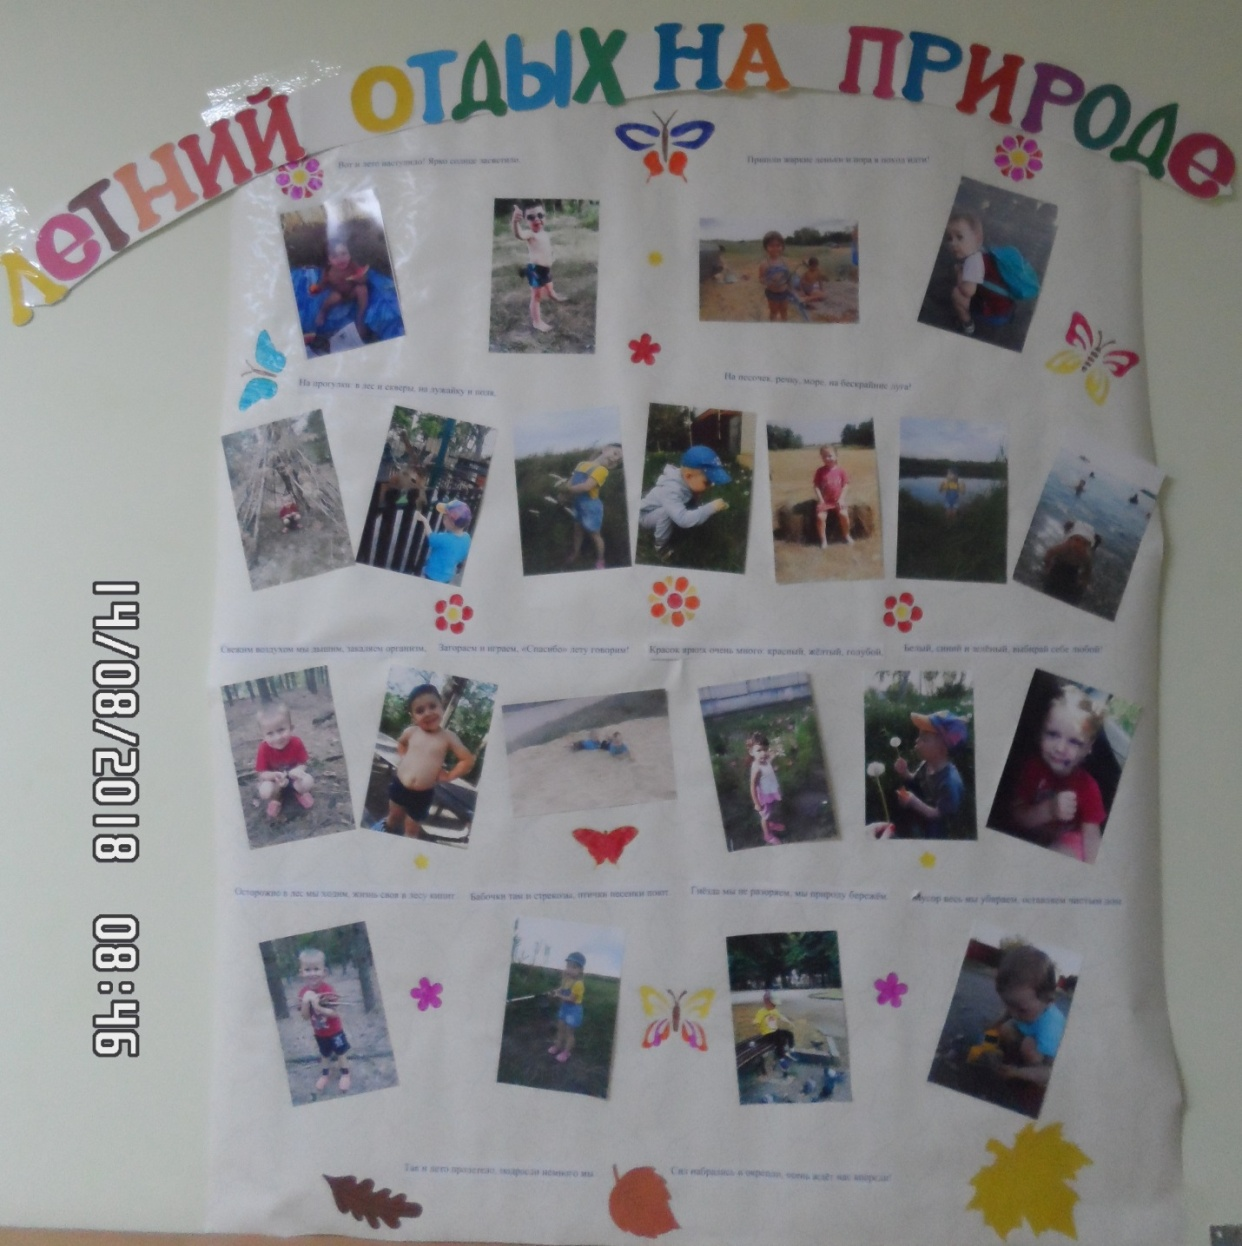 летний отдых на природе
Вот и лето наступило! Ярко солнце засветило.
Пришли жаркие деньки и пора в поход идти!
На прогулки: в лес и скверы, на лужайку и поля,
На песочек, речку, море, на бескрайние луга!
Свежим воздухом мы дышим, закаляем организм.
Загораем и играем, «Спасибо» лету говорим!
Красок ярких очень много: красный, жёлтый, голубой.
Белый, синий и зелёный, выбирай себе любой!
Осторожно в лес мы ходим, жизнь своя в лесу кипит.
Бабочки там и стрекозы, птички песенки поют.
Гнёзда мы не разоряем, мы природу бережём.
Мусор весь мы убираем, оставляем чистым дом.
Так и лето пролетело, подросли немного мы.
Сил набрались и энергии, осень ждёт нас впереди!
14/08/2018 08:46